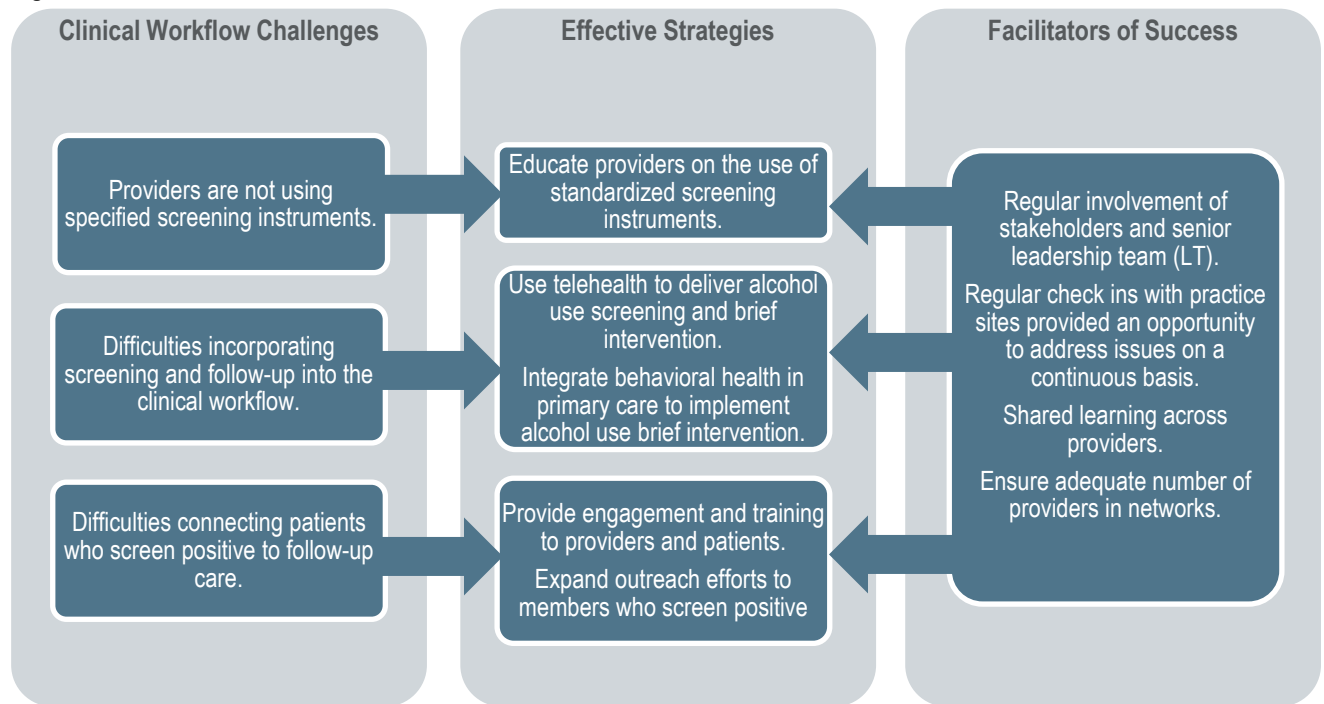 Clinical Workflow Challenges
Providers are not using
specified screening instruments.
Difficulties incorporating
screening and follow-up into the
clinical workflow.
Difficulties connecting patients
who screen positive to follow-up
care.
Effective Strategies
Educate providers on the use of
standardized screening
instruments.
Use telehealth to deliver alcohol
use screening and brief
intervention.
Integrate behavioral health in
primary care to implement
alcohol use brief intervention.
Provide engagement and training
to providers and patients.
Expand outreach efforts to
members who screen positive
Facilitators of Success
Regular involvement of
stakeholders and senior
leadership team (LT).
Regular check ins with practice
sites provided an opportunity
to address issues on a
continuous basis.
Shared learning across
providers.
Ensure adequate number of
providers in networks.